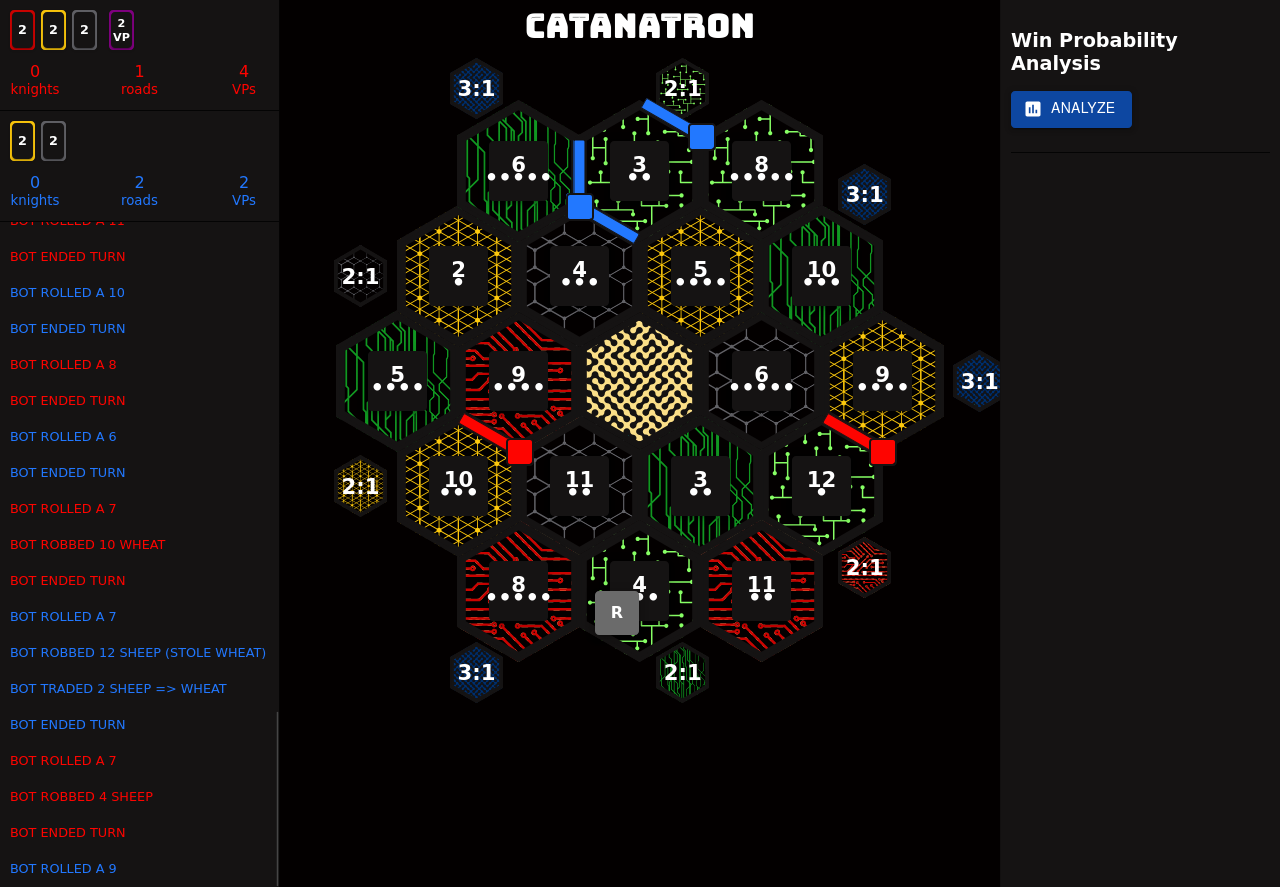 2 2 2 2 VP
0 1 4
knights roads VPs
2 2
0 2 2
knights roads VPs
BOT ROLLED A 11
BOT ENDED TURN
BOT ROLLED A 10
BOT ENDED TURN
BOT ROLLED A 8
BOT ENDED TURN
BOT ROLLED A 6
BOT ENDED TURN
BOT ROLLED A 7
BOT ROBBED 10 WHEAT
BOT ENDED TURN
BOT ROLLED A 7
BOT ROBBED 12 SHEEP (STOLE WHEAT)
BOT TRADED 2 SHEEP => WHEAT
BOT ENDED TURN
BOT ROLLED A 7
BOT ROBBED 4 SHEEP
BOT ENDED TURN
BOT ROLLED A 9
CATANATRON
3:1 2:1
6 3 8
3:1
2:1 2 4 5 10
5 9 6 9 3:1
2:1 10 11 3 12
2:1
8 4 11
R
3:1 2:1
Win Probability
Analysis
ANALYZE